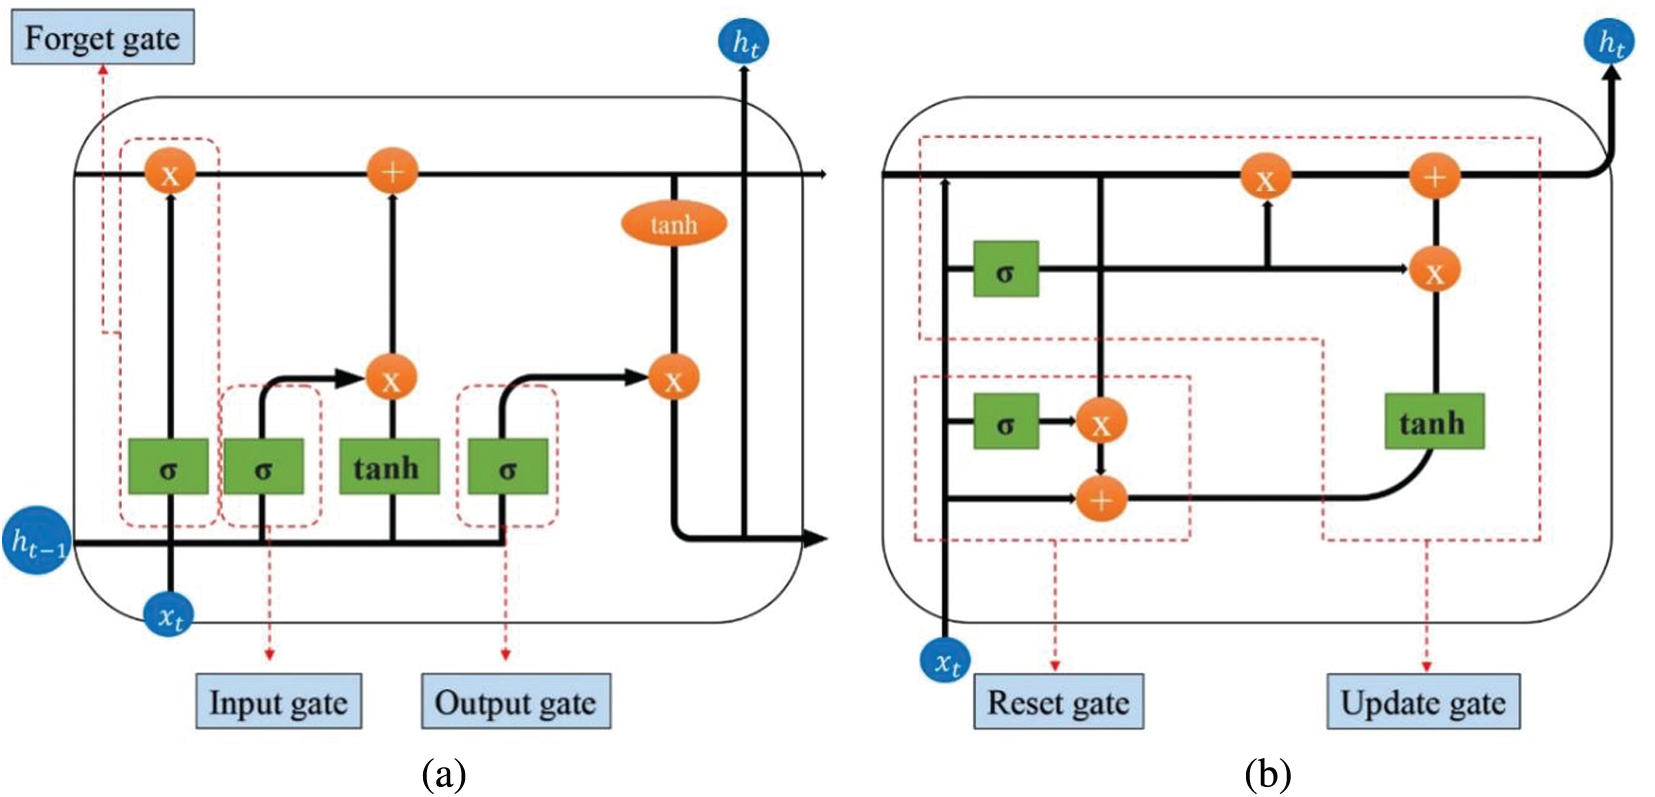 Forget gate
h_t
x
+
tanh
x
x
σ
σ
tanh
σ
h_{t-1}
x_t
Input gate
Output gate
(a)
h_t
x
+
σ
x
σ
x
tanh
+
x_t
Reset gate
Update gate
(b)